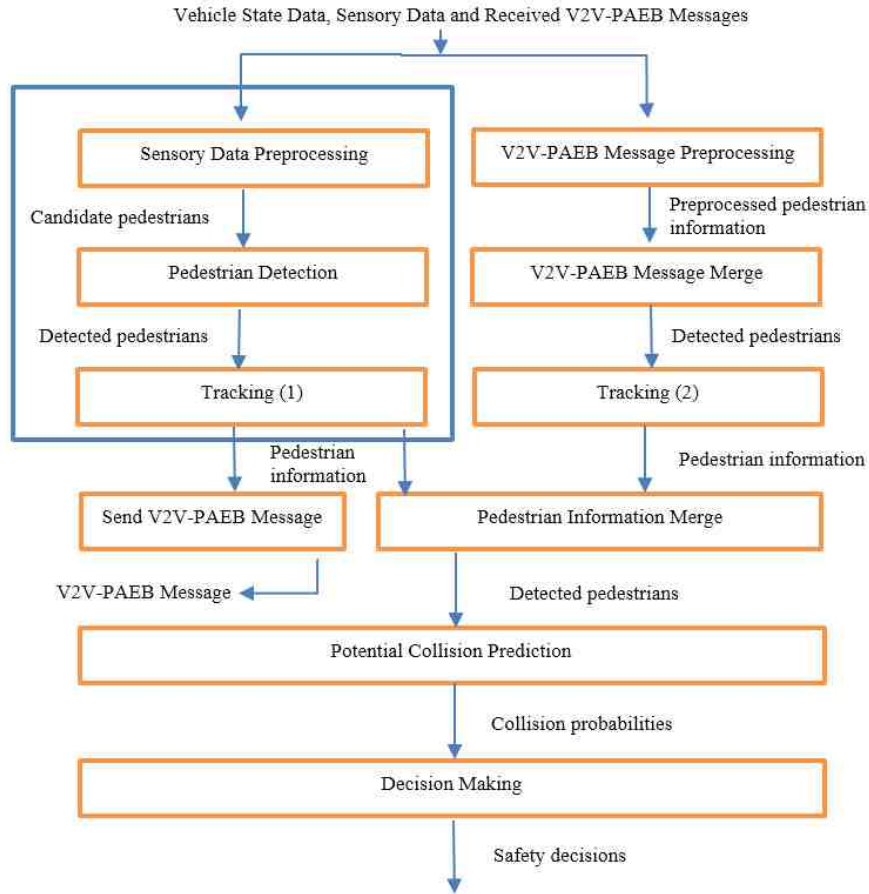 Vehicle State Data, Sensory Data and Received V2V-PAEB Messages
Sensory Data Preprocessing
V2V-PAEB Message Preprocessing
Candidate pedestrians
Preprocessed pedestrian
information
Pedestrian Detection
V2V-PAEB Message Merge
Detected pedestrians
Detected pedestrians
Tracking (1)
Tracking (2)
Pedestrian
information
Pedestrian information
Send V2V-PAEB Message
Pedestrian Information Merge
V2V-PAEB Message
Detected pedestrians
Potential Collision Prediction
Collision probabilities
Decision Making
Safety decisions